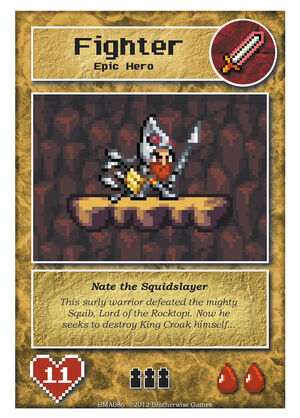 Fighter
Epic Hero
Nate the Squidslayer
This surly warrior defeated the mighty
Squib, Lord of the Rocktopi. Now he
seeks to destroy King Croak himself...
11
BMA086 ©2012 Brotherwise Games